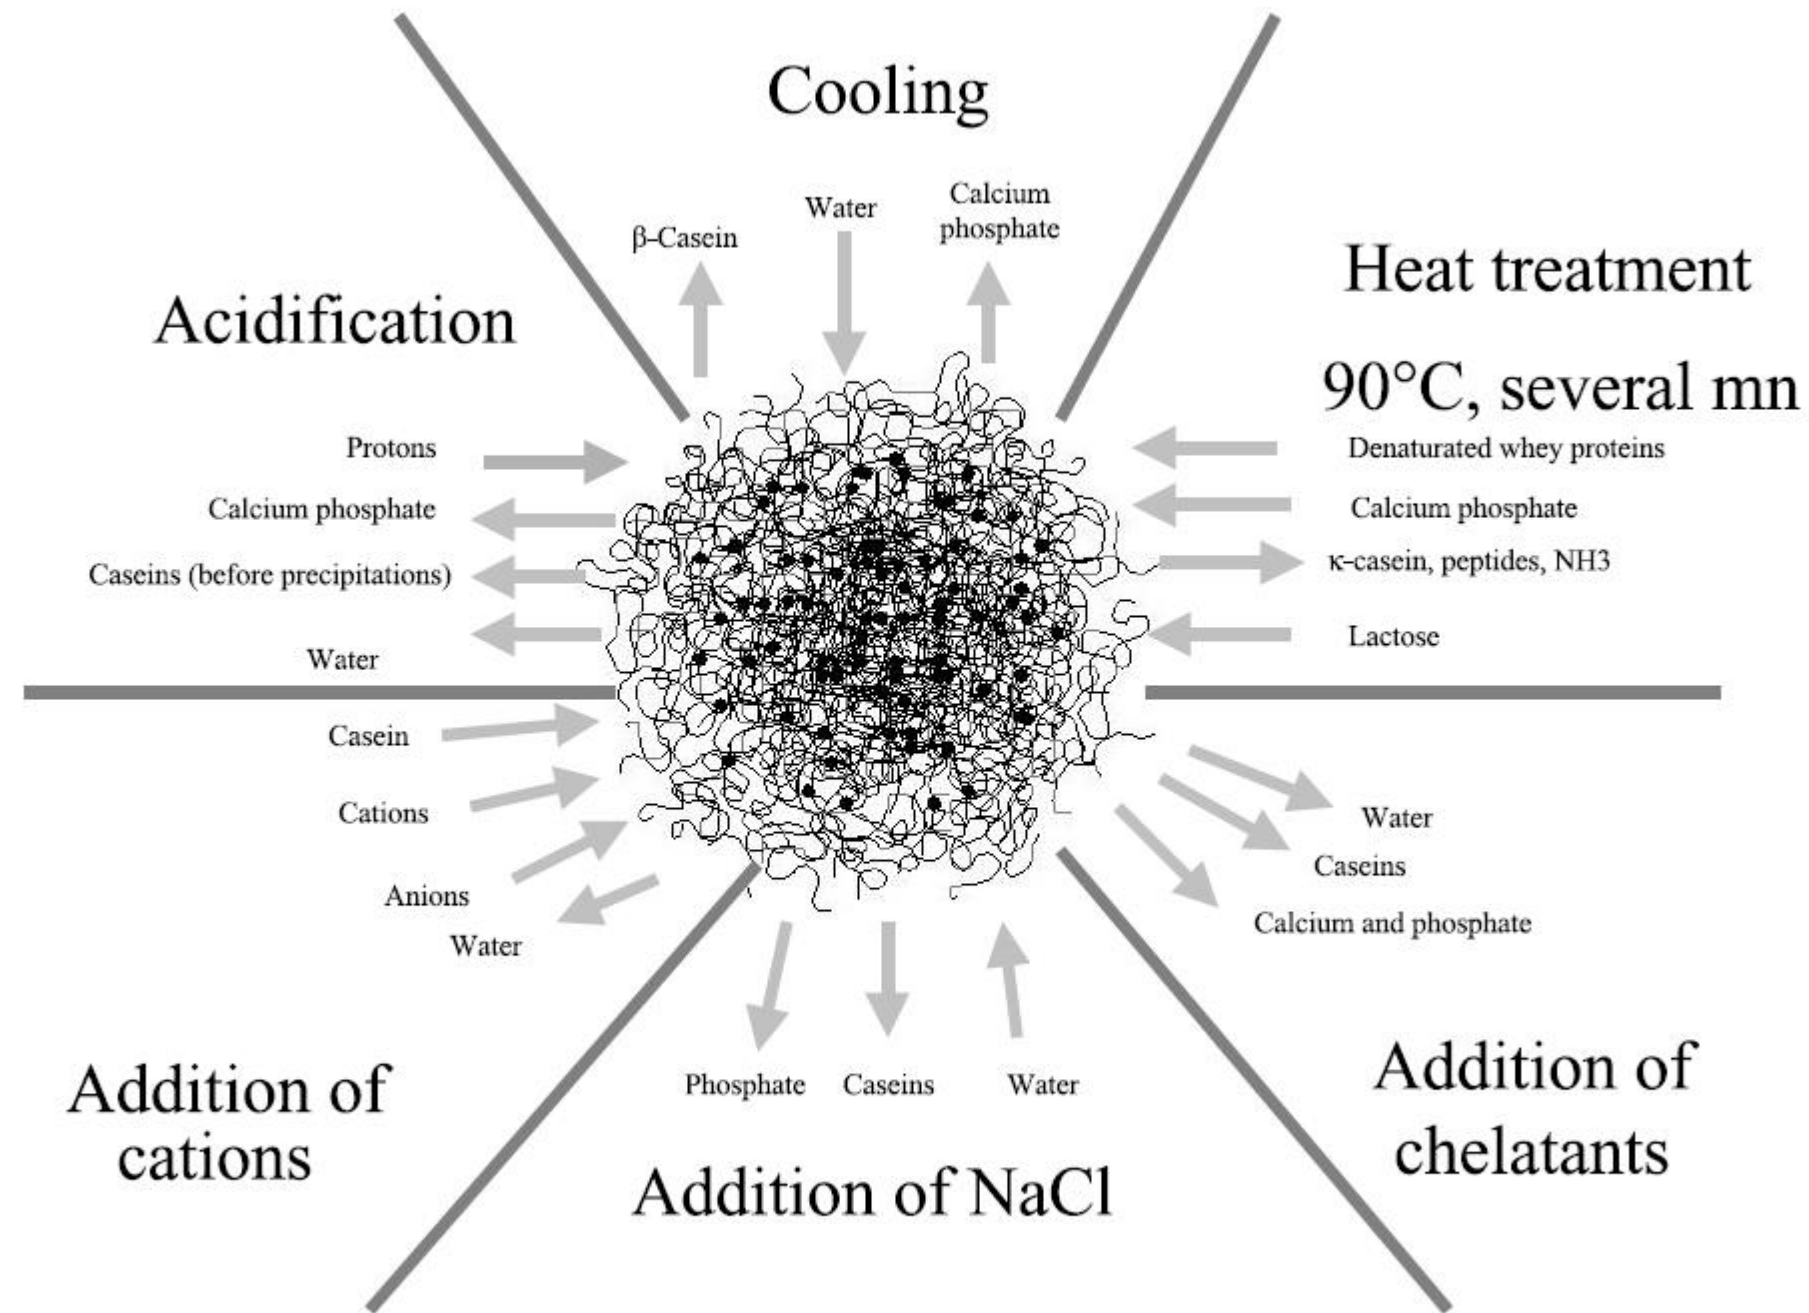 Cooling
β-Casein
Water
Calcium
phosphate
Heat treatment
90°C, several mn
Denaturated whey proteins
Calcium phosphate
κ-casein, peptides, NH3
Lactose
Acidification
Protons
Calcium phosphate
Caseins (before precipitations)
Water
Casein
Cations
Anions
Water
Addition of
cations
Phosphate
Caseins
Water
Addition of NaCl
Water
Caseins
Calcium and phosphate
Addition of
chelatants